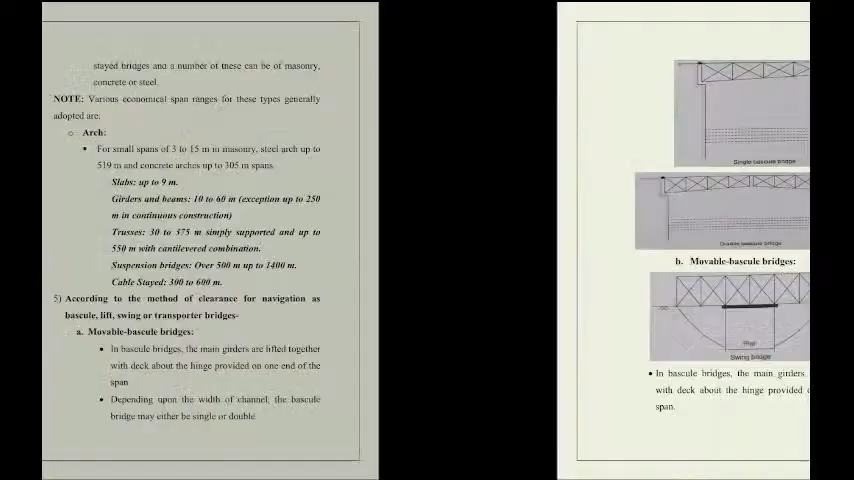 stayed bridges and a number of these can be of masonry,
concrete or steel.
NOTE: Various economical span ranges for these types generally
adopted are:
o Arch:
• For small spans of 3 to 15 m in masonry, steel arch up to
519 m and concrete arches up to 305 m spans.
Slabs: up to 9 m.
Girders and beams: 10 to 60 m (exception up to 250
m in continuous construction)
Trusses: 30 to 375 m simply supported and up to
550 m with cantilevered combination.
Suspension bridges: Over 500 m up to 1400 m.
Cable Stayed: 300 to 600 m.
5) According to the method of clearance for navigation as
bascule, lift, swing or transporter bridges-
a. Movable-bascule bridges:
• In bascule bridges, the main girders are lifted together
with deck about the hinge provided on one end of the
span
• Depending upon the width of channel, the bascule
bridge may either be single or double.
Single bascule bridge
Double bascule bridge
b. Movable-bascule bridges:
Pier
Swing bridge
• In bascule bridges, the main girders
with deck about the hinge provided
span.